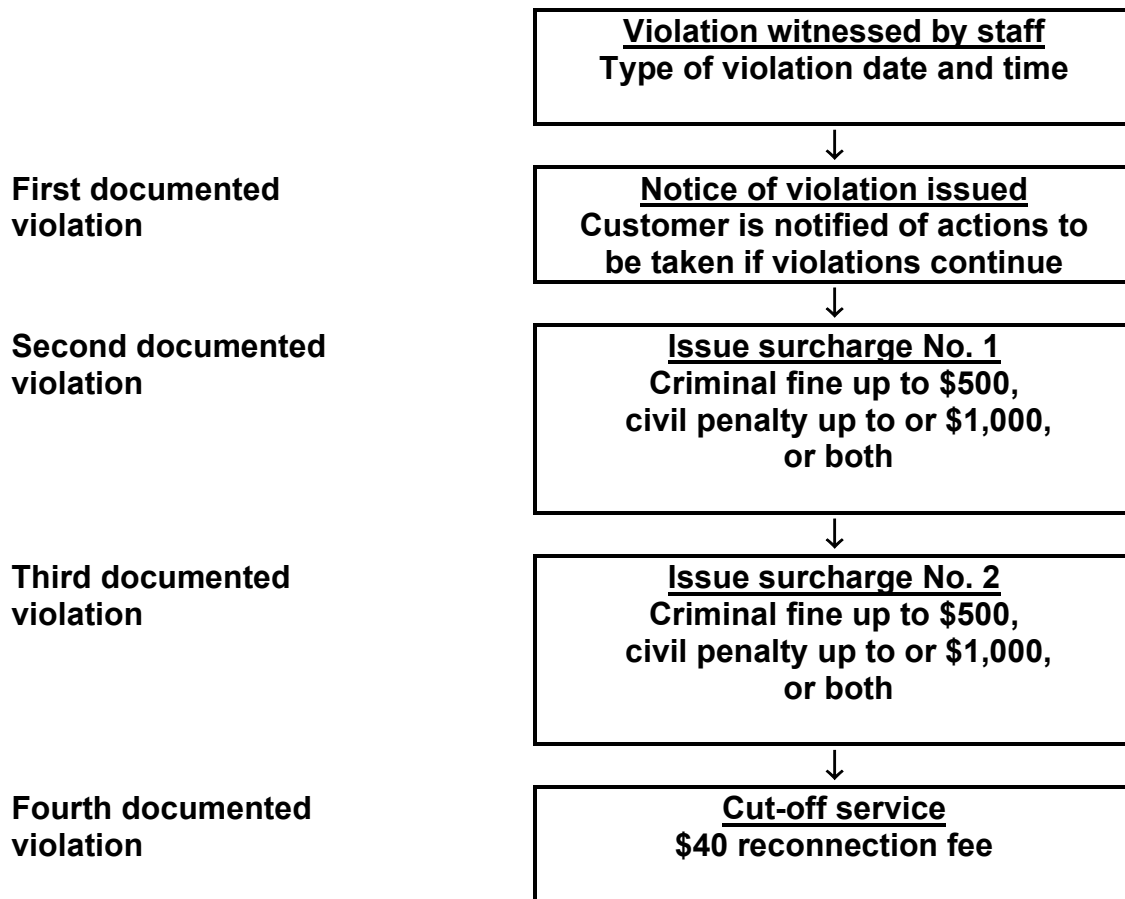 Violation witnessed by staff
Type of violation date and time
↓
First documented
violation
Notice of violation issued
Customer is notified of actions to
be taken if violations continue
↓
Second documented
violation
Issue surcharge No. 1
Criminal fine up to $500,
civil penalty up to or $1,000,
or both
↓
Third documented
violation
Issue surcharge No. 2
Criminal fine up to $500,
civil penalty up to or $1,000,
or both
↓
Fourth documented
violation
Cut-off service
$40 reconnection fee